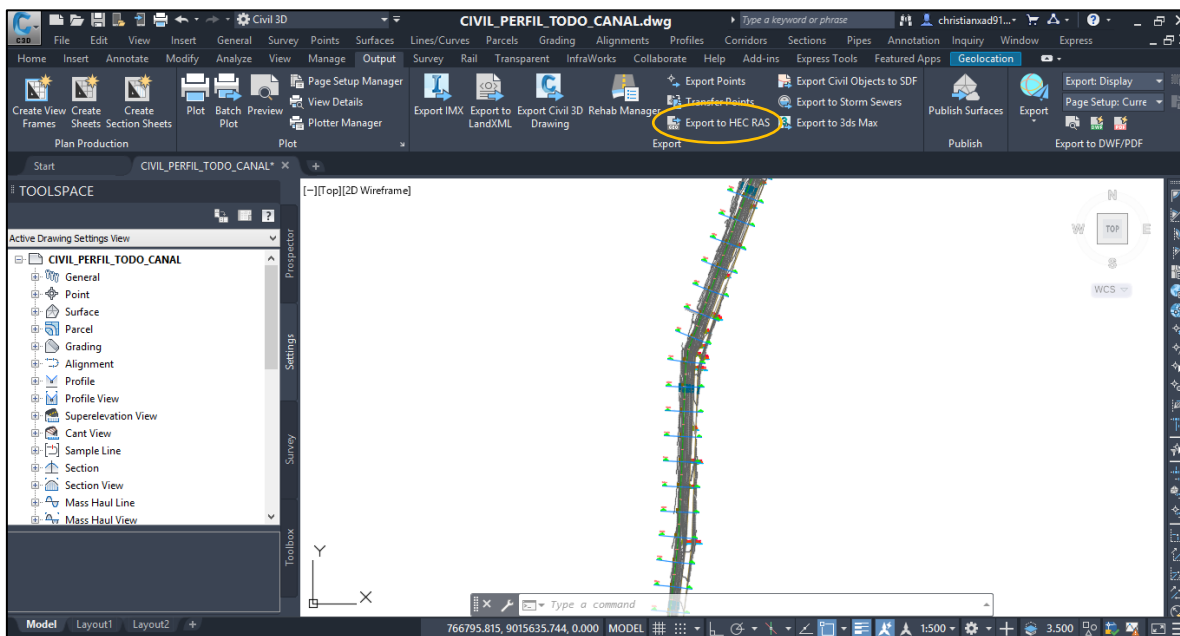 C3D
Civil 3D
CIVIL_PERFIL_TODO_CANAL.dwg
Type a keyword or phrase
christianxad91...
File Edit View Insert General Survey Points Surfaces Lines/Curves Parcels Grading Alignments Profiles Corridors Sections Pipes Annotation Inquiry Window Express
Home Insert Annotate Modify Analyze View Manage Output Survey Rail Transparent InfraWorks Collaborate Help Add-ins Express Tools Featured Apps Geolocation
Create View Frames
Create Sheets
Create Section Sheets
Plan Production
Plot
Batch Plot
Preview
Page Setup Manager
View Details
Plotter Manager
Plot
Export IMX
Export to LandXML
Export Civil 3D Drawing
Rehab Manager
Export Points
Transfer Points
Export to HEC RAS
Export Civil Objects to SDF
Export to Storm Sewers
Export to 3ds Max
Export
Publish Surfaces
Publish
Export
Export: Display
Page Setup: Curre
Export to DWF/PDF
Start
CIVIL_PERFIL_TODO_CANAL*
TOOLSPACE
Active Drawing Settings View
CIVIL_PERFIL_TODO_CANAL
General
Point
Surface
Parcel
Grading
Alignment
Profile
Profile View
Superelevation View
Cant View
Sample Line
Section
Section View
Mass Haul Line
Mass Haul View
Prospector
Settings
Survey
Toolbox
[−][Top][2D Wireframe]
N
W TOP E
S
WCS
Y
X
Type a command
Model Layout1 Layout2
766795.815, 9015635.744, 0.000 MODEL 1:500 3.500